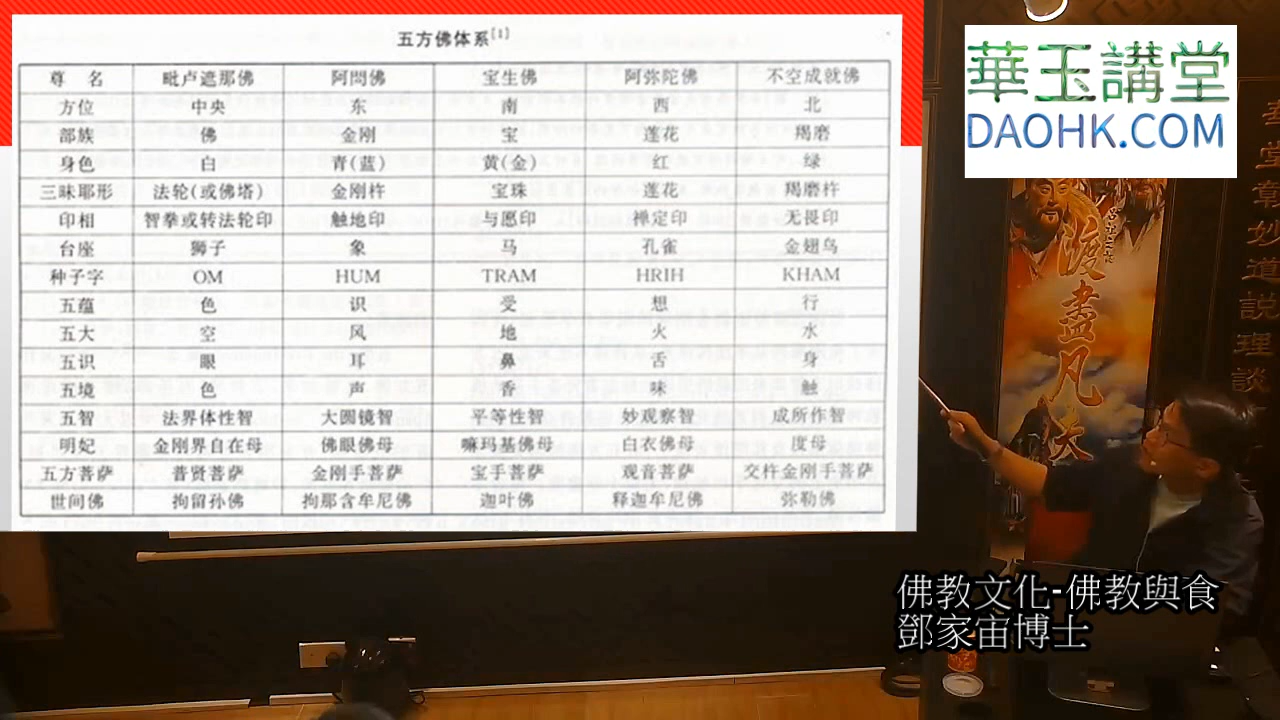 五方佛体系[1]
尊 名 毗卢遮那佛 阿閦佛 宝生佛 阿弥陀佛 不空成就佛
方位 中央 东 南 西 北
部族 佛 金刚 宝 莲花 羯磨
身色 白 青(蓝) 黄(金) 红 绿
三昧耶形 法轮(或佛塔) 金刚杵 宝珠 莲花 羯磨杵
印相 智拳或转法轮印 触地印 与愿印 禅定印 无畏印
台座 狮子 象 马 孔雀 金翅鸟
种子字 OM HUM TRAM HRIH KHAM
五蕴 色 识 受 想 行
五大 空 风 地 火 水
五识 眼 耳 鼻 舌 身
五境 色 声 香 味 触
五智 法界体性智 大圆镜智 平等性智 妙观察智 成所作智
明妃 金刚界自在母 佛眼佛母 嘛玛基佛母 白衣佛母 度母
五方菩萨 普贤菩萨 金刚手菩萨 宝手菩萨 观音菩萨 交杵金刚手菩萨
世间佛 拘留孙佛 拘那含牟尼佛 迦叶佛 释迦牟尼佛 弥勒佛
華玉講堂
DAOHK.COM
渡盡凡
堂章妙道説理談
佛教文化-佛教與食
鄧家宙博士